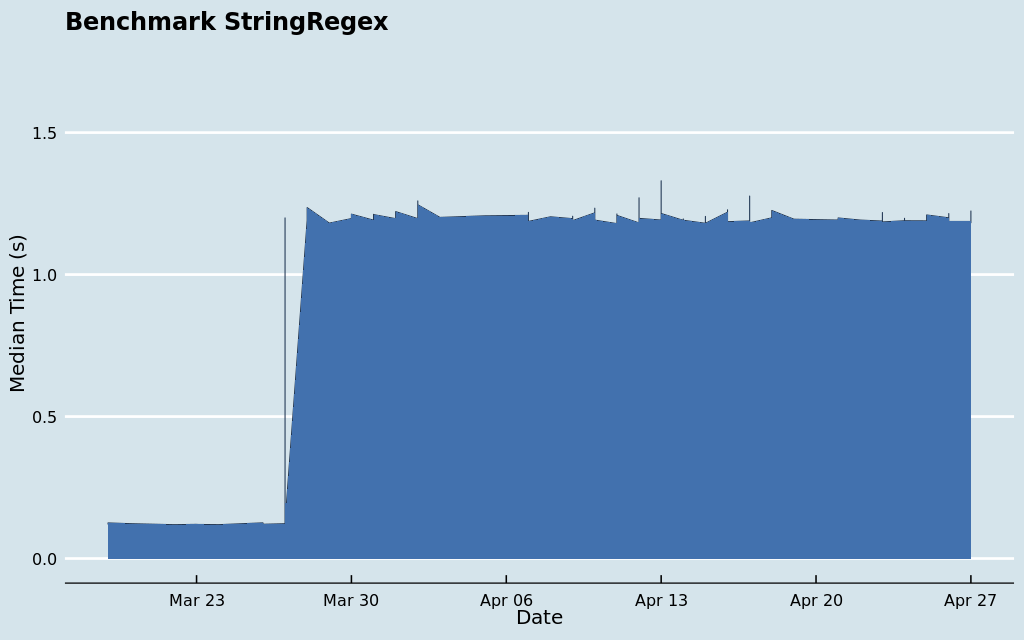 Benchmark StringRegex
Median Time (s)
1.5
1.0
0.5
0.0
Mar 23
Mar 30
Apr 06
Apr 13
Apr 20
Apr 27
Date